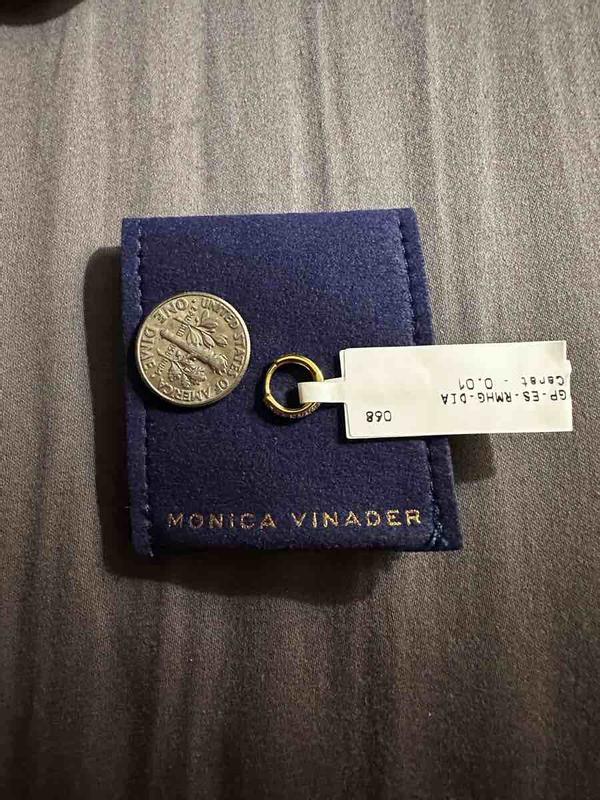 UNITED STATES OF AMERICA
ONE DIME
068
GP-ES-RMHG-DIA
Carat - 0.01
MONICA VINADER